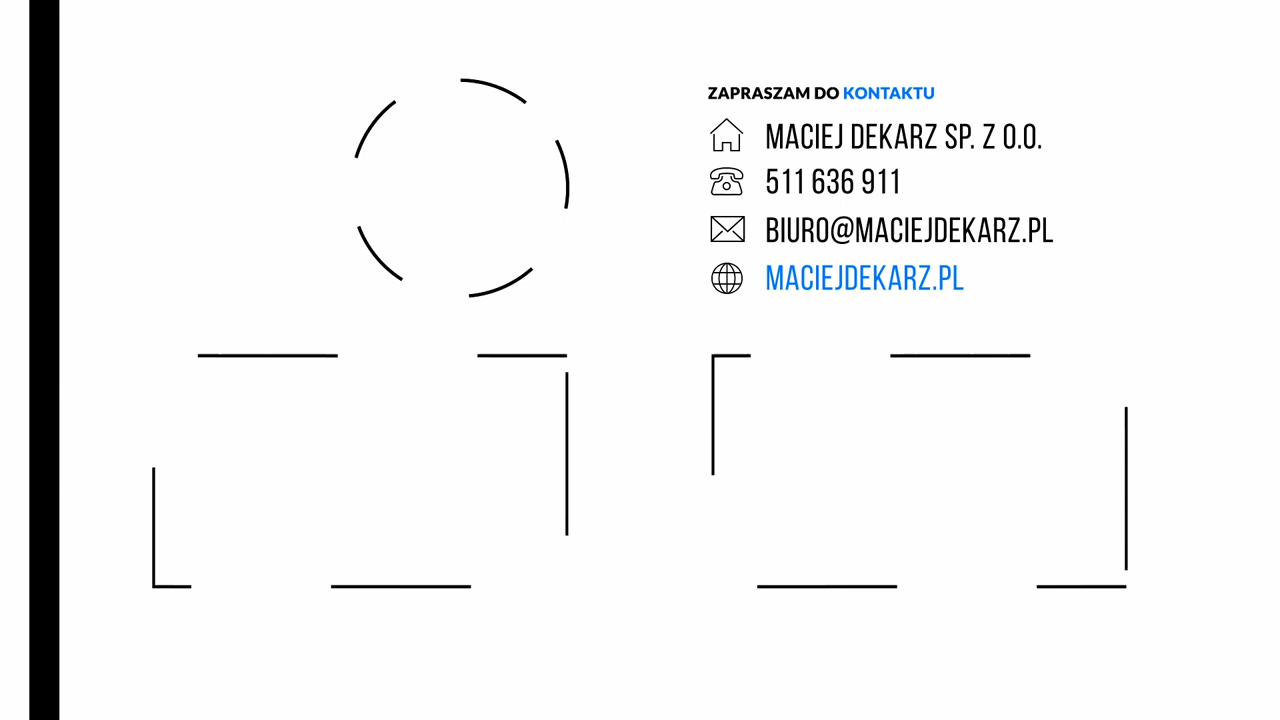 ZAPRASZAM DO KONTAKTU
MACIEJ DEKARZ SP. Z O.O.
511 636 911
BIURO@MACIEJDEKARZ.PL
MACIEJDEKARZ.PL